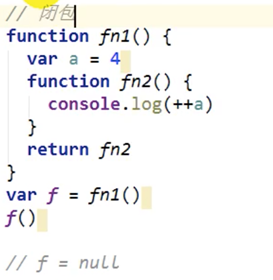 // 闭包
function fn1() {
  var a = 4
  function fn2() {
    console.log(++a)
  }
  return fn2
}
var f = fn1()
f()

// f = null